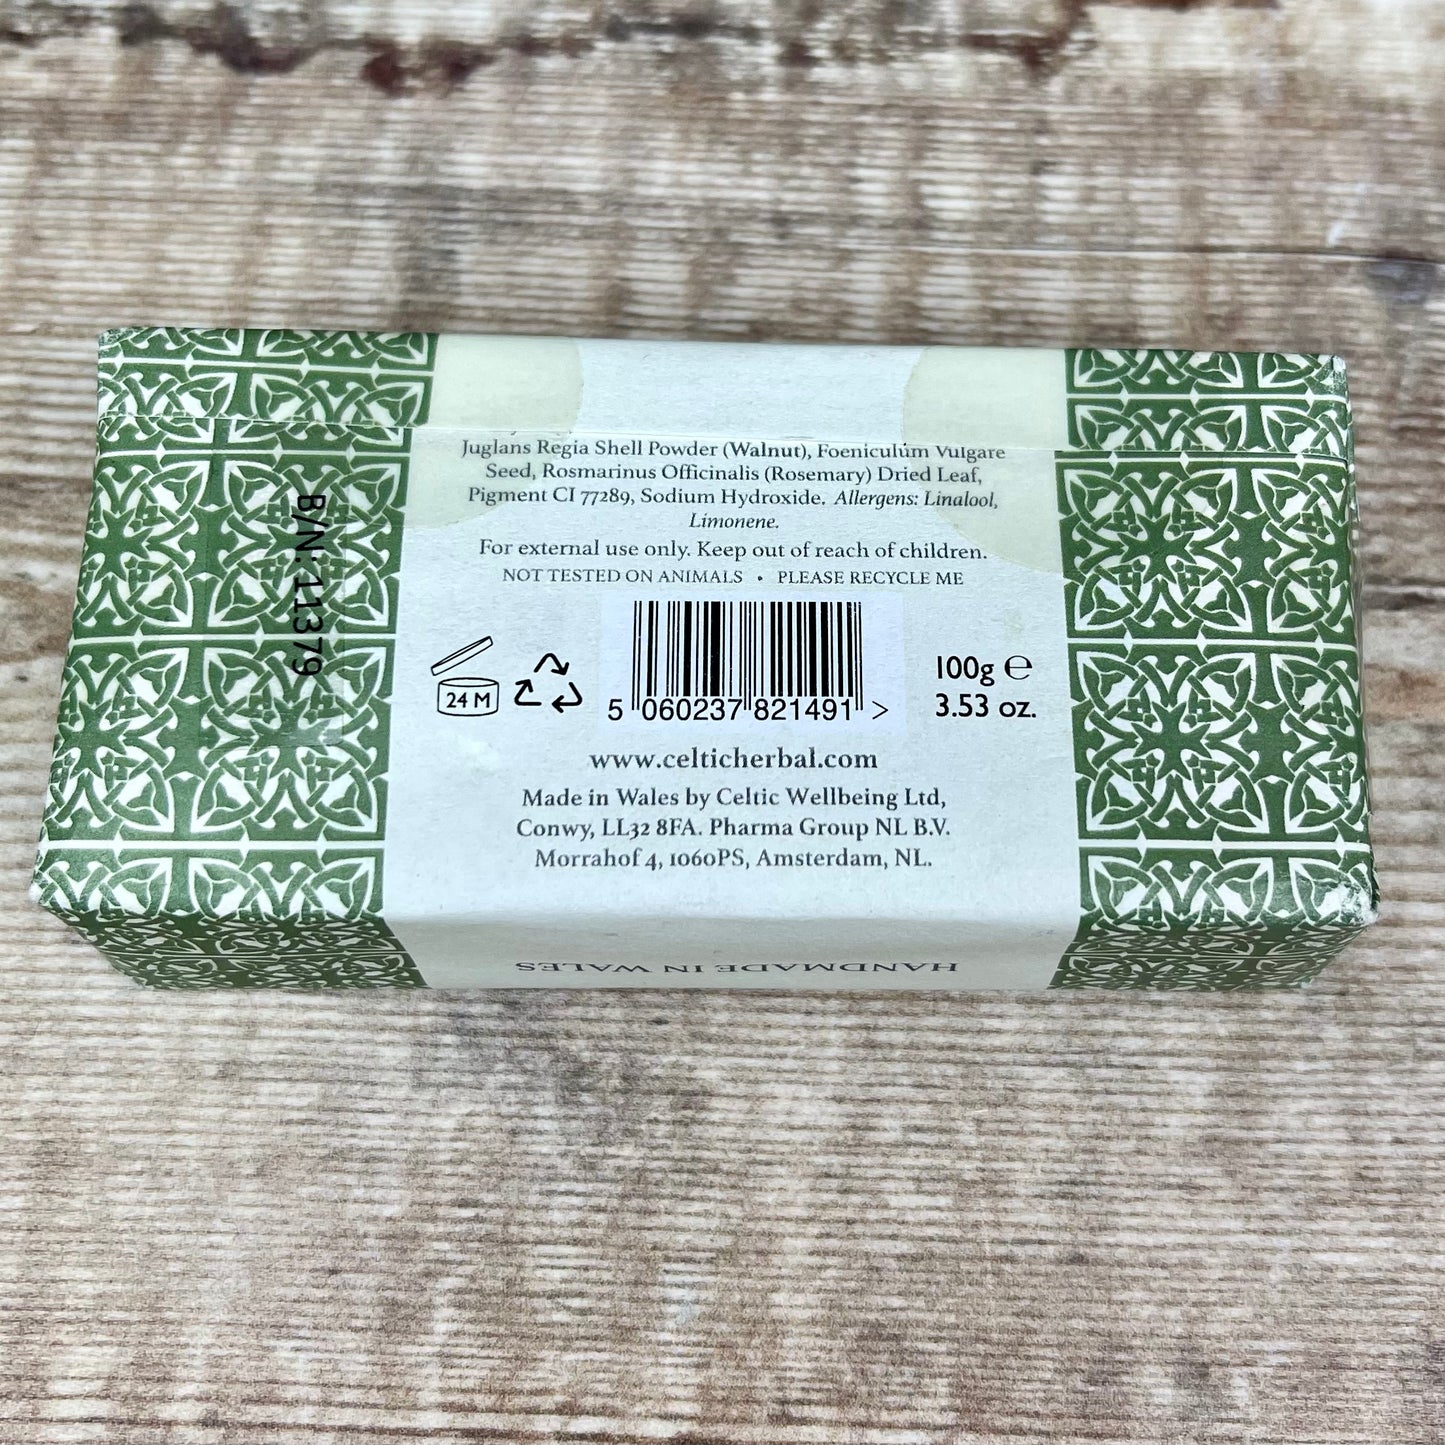 Juglans Regia Shell Powder (Walnut), Foeniculum Vulgare
Seed, Rosmarinus Officinalis (Rosemary) Dried Leaf,
Pigment CI 77289, Sodium Hydroxide. Allergens: Linalool,
Limonene.
For external use only. Keep out of reach of children.
NOT TESTED ON ANIMALS • PLEASE RECYCLE ME
B/N: 11379
24 M
5 060237 821491 >
100g ℮
3.53 oz.
www.celticherbal.com
Made in Wales by Celtic Wellbeing Ltd,
Conwy, LL32 8FA. Pharma Group NL B.V.
Morrahof 4, 1060PS, Amsterdam, NL.
HANDMADE IN WALES